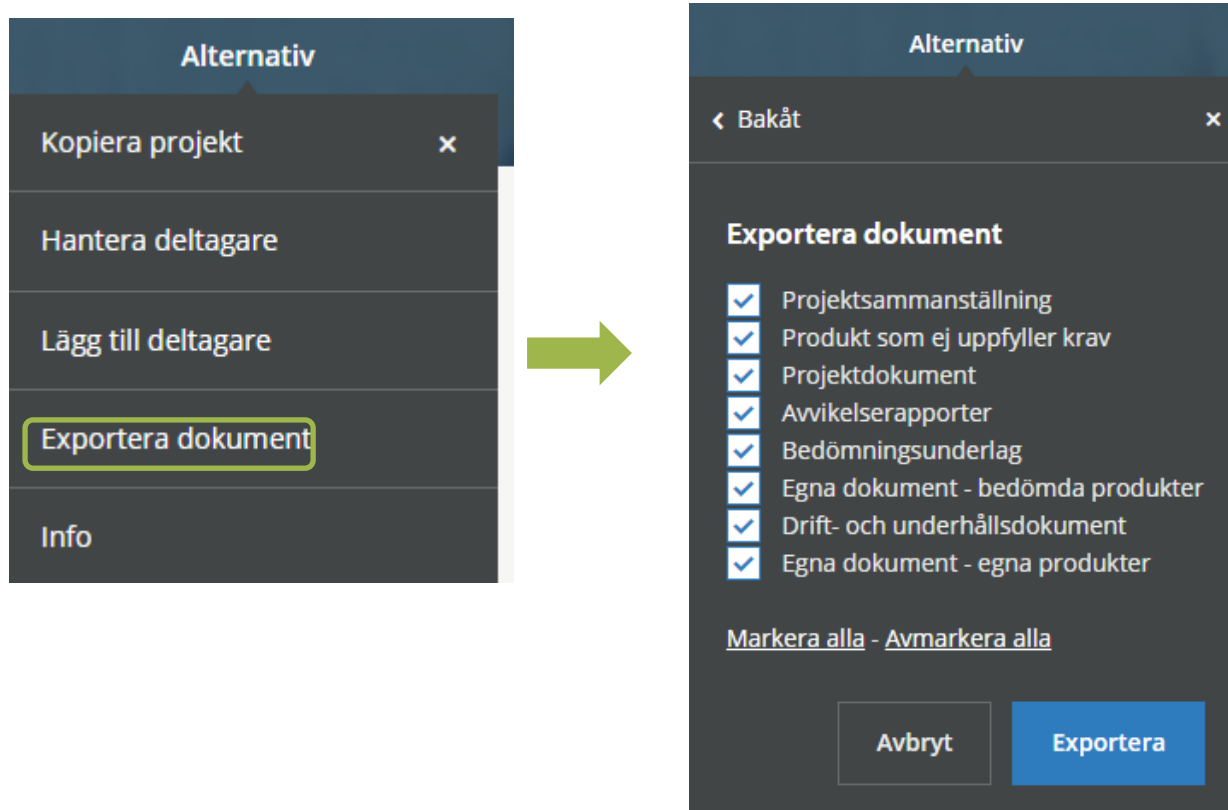 Alternativ
Kopiera projekt ×
Hantera deltagare
Lägg till deltagare
Exportera dokument
Info
Alternativ
Bakåt ×
Exportera dokument
Projektsammanställning
Produkt som ej uppfyller krav
Projektdokument
Avvikelserapporter
Bedömningsunderlag
Egna dokument - bedömda produkter
Drift- och underhållsdokument
Egna dokument - egna produkter
Markera alla - Avmarkera alla
Avbryt Exportera